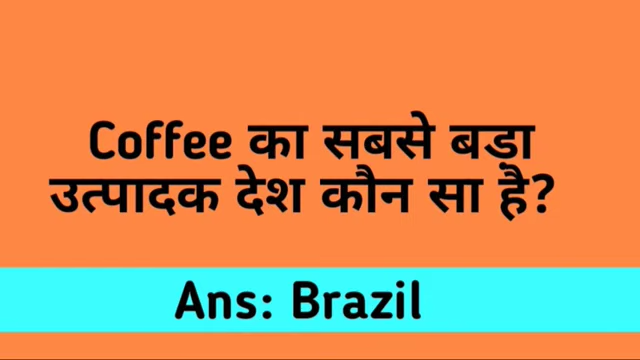 Coffee का सबसे बड़ा
उत्पादक देश कौन सा है?
Ans: Brazil